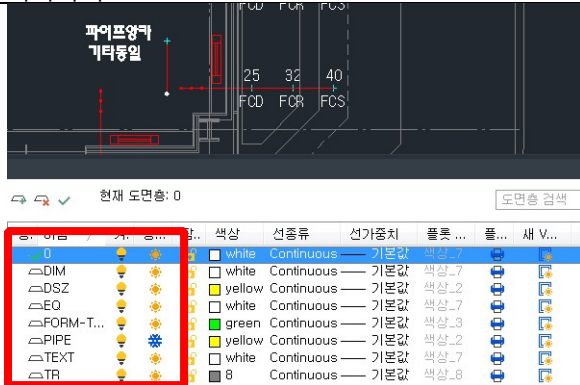 FCD FCR FCS
파이프앙카
기타동일
25 32 40
FCD FCR FCS
현재 도면층: 0
도면층 검색
이름 색상 선종류 선가중치 플롯 ... 플... 새 V...
0 white Continuous 기본값 색상_7
DIM white Continuous 기본값 색상_7
DSZ yellow Continuous 기본값 색상_2
EQ white Continuous 기본값 색상_7
FORM-T... green Continuous 기본값 색상_3
PIPE yellow Continuous 기본값 색상_2
TEXT white Continuous 기본값 색상_7
TR 8 Continuous 기본값 색상_8